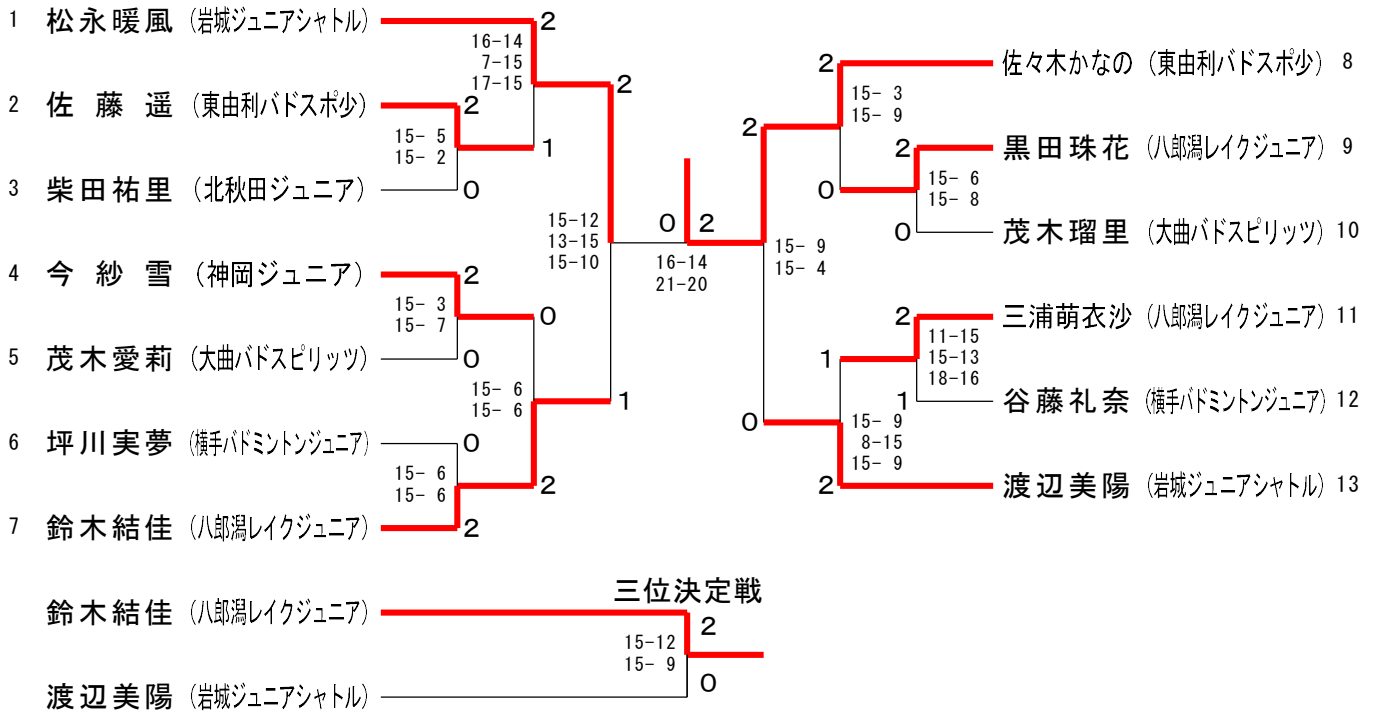 1 松永暖風 (岩城ジュニアシャトル) 2
16-14
7-15
17-15
2
2 佐藤遥 (東由利バドスポ少) 2
15- 5
15- 2
1
3 柴田祐里 (北秋田ジュニア) 0
15-12
13-15
15-10
4 今紗雪 (神岡ジュニア) 2
15- 3
15- 7
0
5 茂木愛莉 (大曲バドスピリッツ) 0
15- 6
15- 6
1
6 坪川実夢 (横手バドミントンジュニア) 0
15- 6
15- 6
2
7 鈴木結佳 (八郎潟レイクジュニア) 2
0 2
16-14
21-20
2 佐々木かなの (東由利バドスポ少) 8
15- 3
15- 9
2
2 黒田珠花 (八郎潟レイクジュニア) 9
0
15- 6
15- 8
0 茂木瑠里 (大曲バドスピリッツ) 10
15- 9
15- 4
2 三浦萌衣沙 (八郎潟レイクジュニア) 11
11-15
15-13
18-16
1
1 谷藤礼奈 (横手バドミントンジュニア) 12
0
15- 9
8-15
15- 9
2 渡辺美陽 (岩城ジュニアシャトル) 13
三位決定戦
鈴木結佳 (八郎潟レイクジュニア) 2
15-12
15- 9
渡辺美陽 (岩城ジュニアシャトル) 0